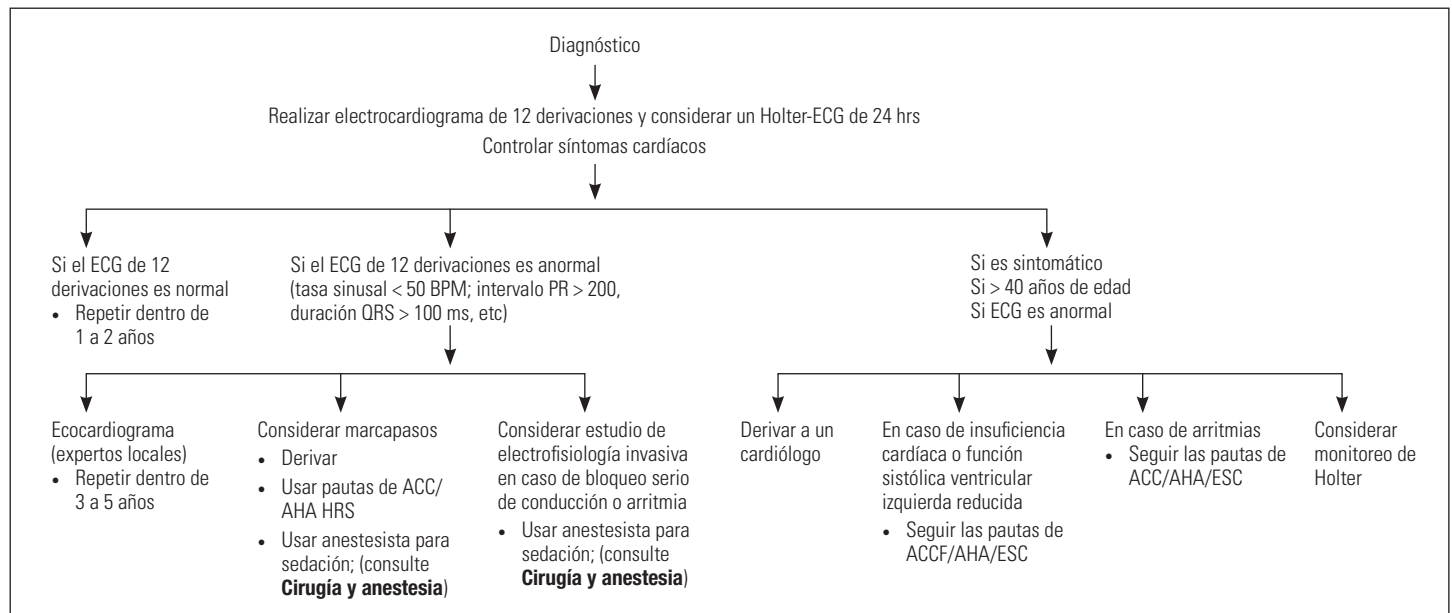 Diagnóstico
Realizar electrocardiograma de 12 derivaciones y considerar un Holter-ECG de 24 hrs
Controlar síntomas cardíacos
Si el ECG de 12
derivaciones es normal
• Repetir dentro de
1 a 2 años
Si el ECG de 12 derivaciones es anormal
(tasa sinusal < 50 BPM; intervalo PR > 200,
duración QRS > 100 ms, etc)
Si es sintomático
Si > 40 años de edad
Si ECG es anormal
Ecocardiograma
(expertos locales)
• Repetir dentro de
3 a 5 años
Considerar marcapasos
• Derivar
• Usar pautas de ACC/
AHA HRS
• Usar anestesista para
sedación; (consulte
Cirugía y anestesia)
Considerar estudio de
electrofisiología invasiva
en caso de bloqueo serio
de conducción o arritmia
• Usar anestesista para
sedación; (consulte
Cirugía y anestesia)
Derivar a un
cardiólogo
En caso de insuficiencia
cardíaca o función
sistólica ventricular
izquierda reducida
• Seguir las pautas de
ACCF/AHA/ESC
En caso de arritmias
• Seguir las pautas de
ACC/AHA/ESC
Considerar
monitoreo de
Holter